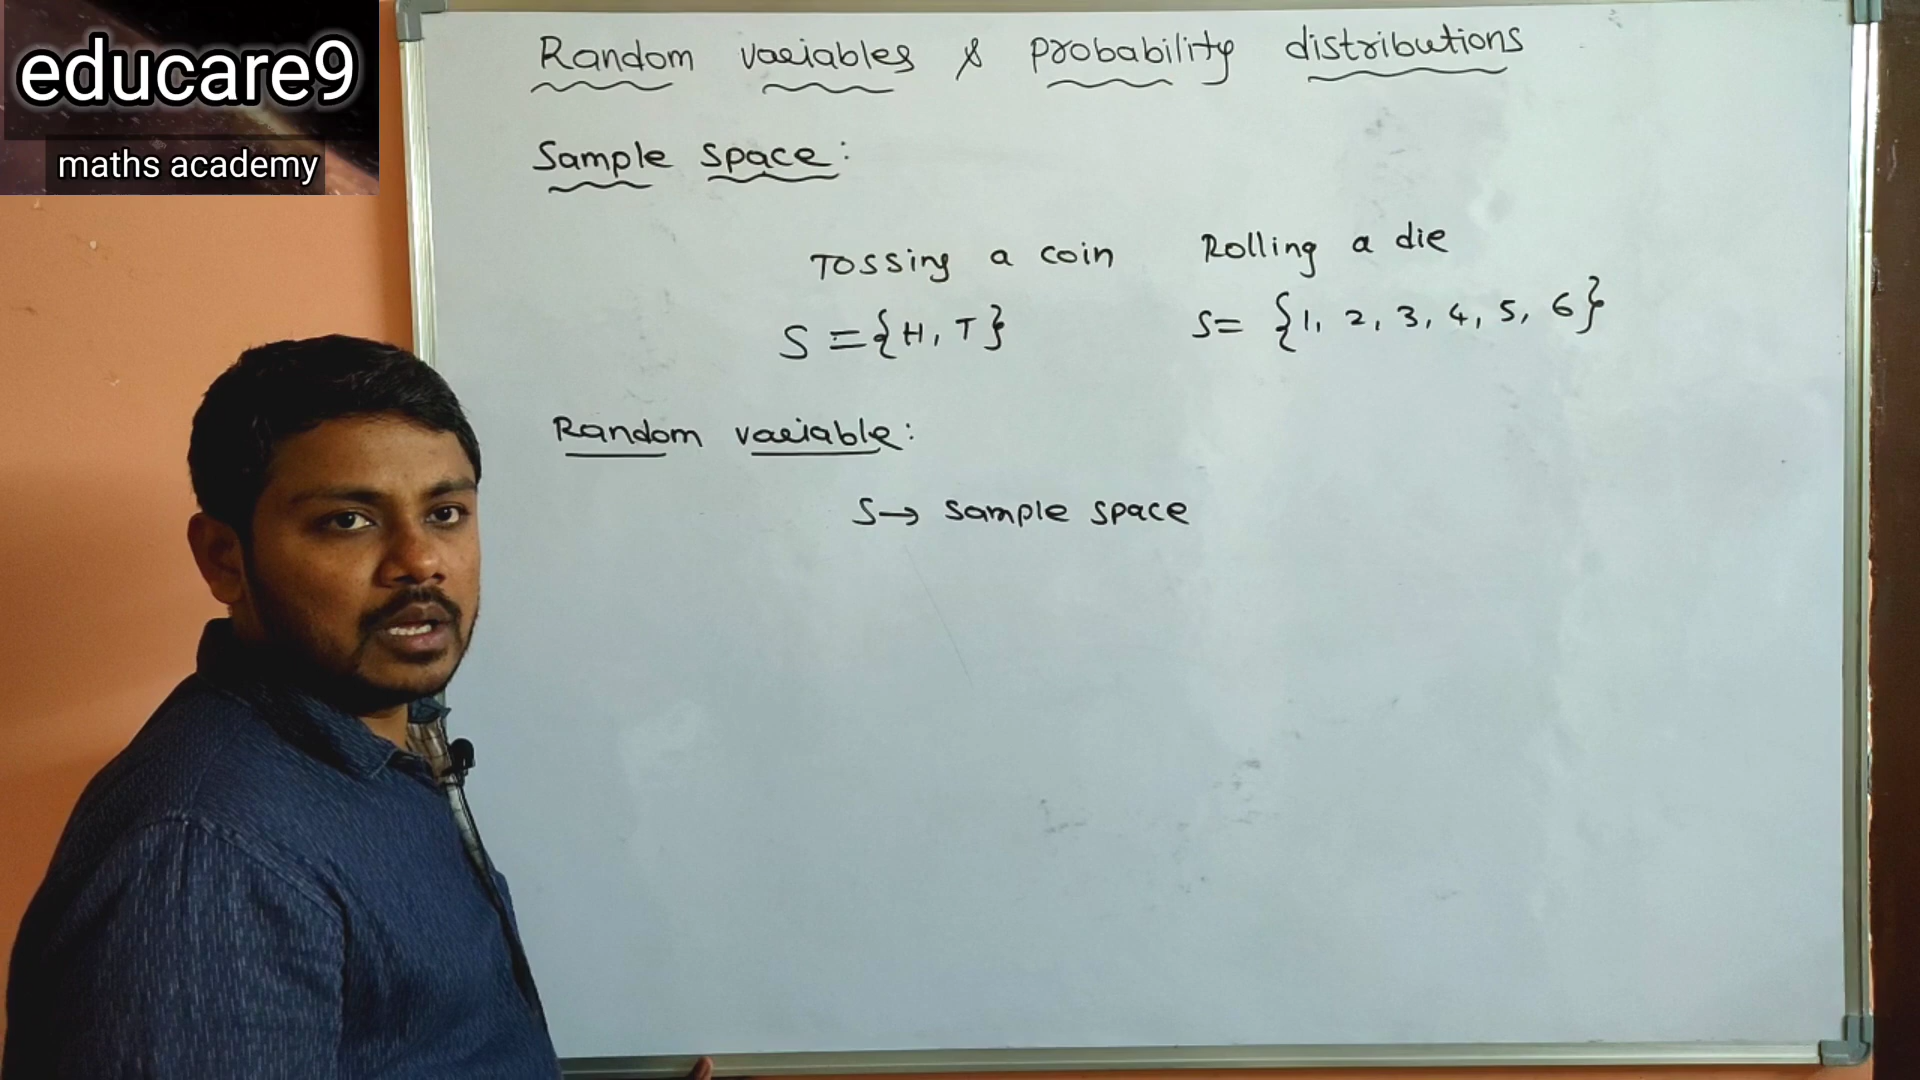 educare9
maths academy
Random variables & probability distributions
Sample space:
Tossing a coin Rolling a die
S = {H, T} S = {1, 2, 3, 4, 5, 6}
Random variable:
S → sample space